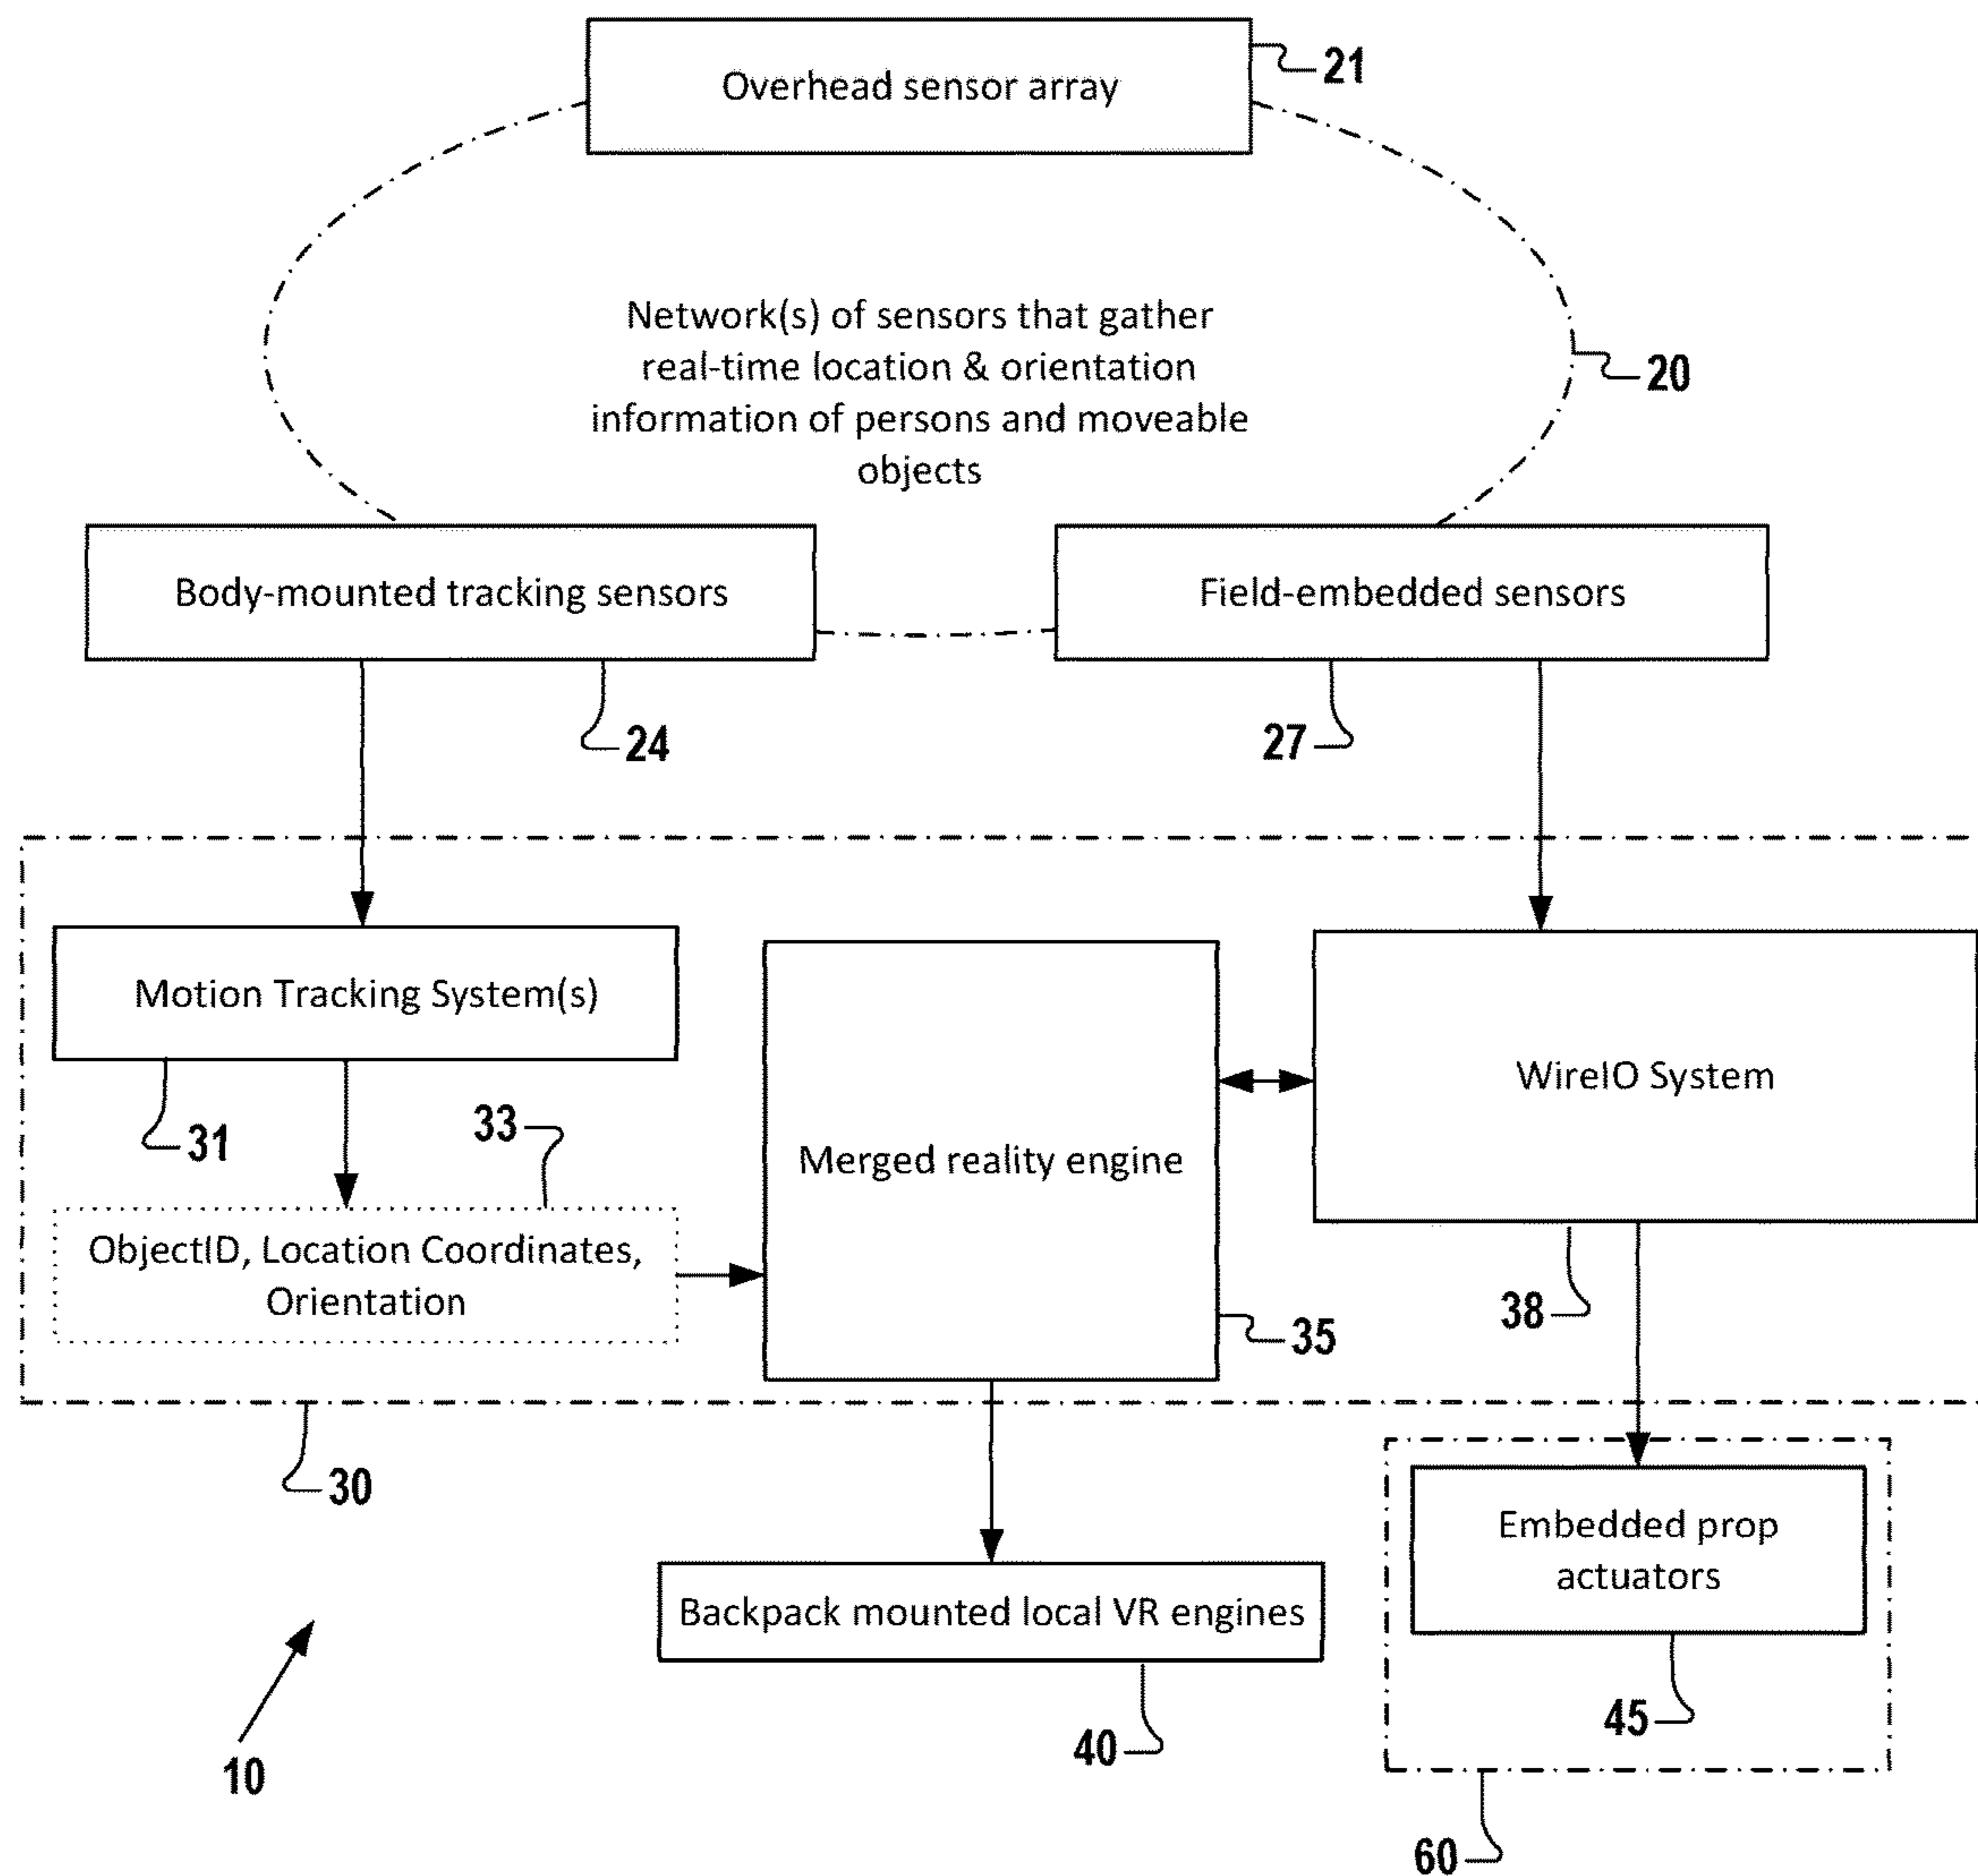 Overhead sensor array
21
Network(s) of sensors that gather
real-time location & orientation
information of persons and moveable
objects
20
Body-mounted tracking sensors
Field-embedded sensors
24
27
Motion Tracking System(s)
31
33
ObjectID, Location Coordinates,
Orientation
Merged reality engine
35
WireIO System
38
30
10
Backpack mounted local VR engines
40
Embedded prop
actuators
45
60